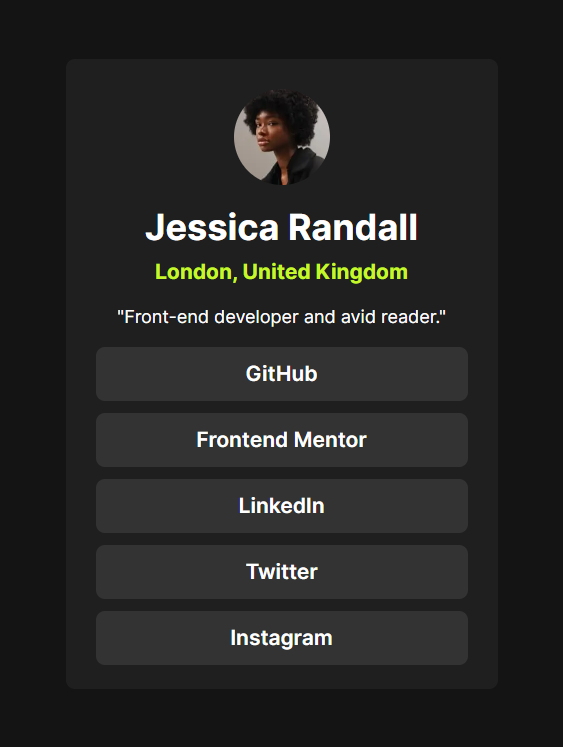 Jessica Randall
London, United Kingdom
"Front-end developer and avid reader."
GitHub
Frontend Mentor
LinkedIn
Twitter
Instagram